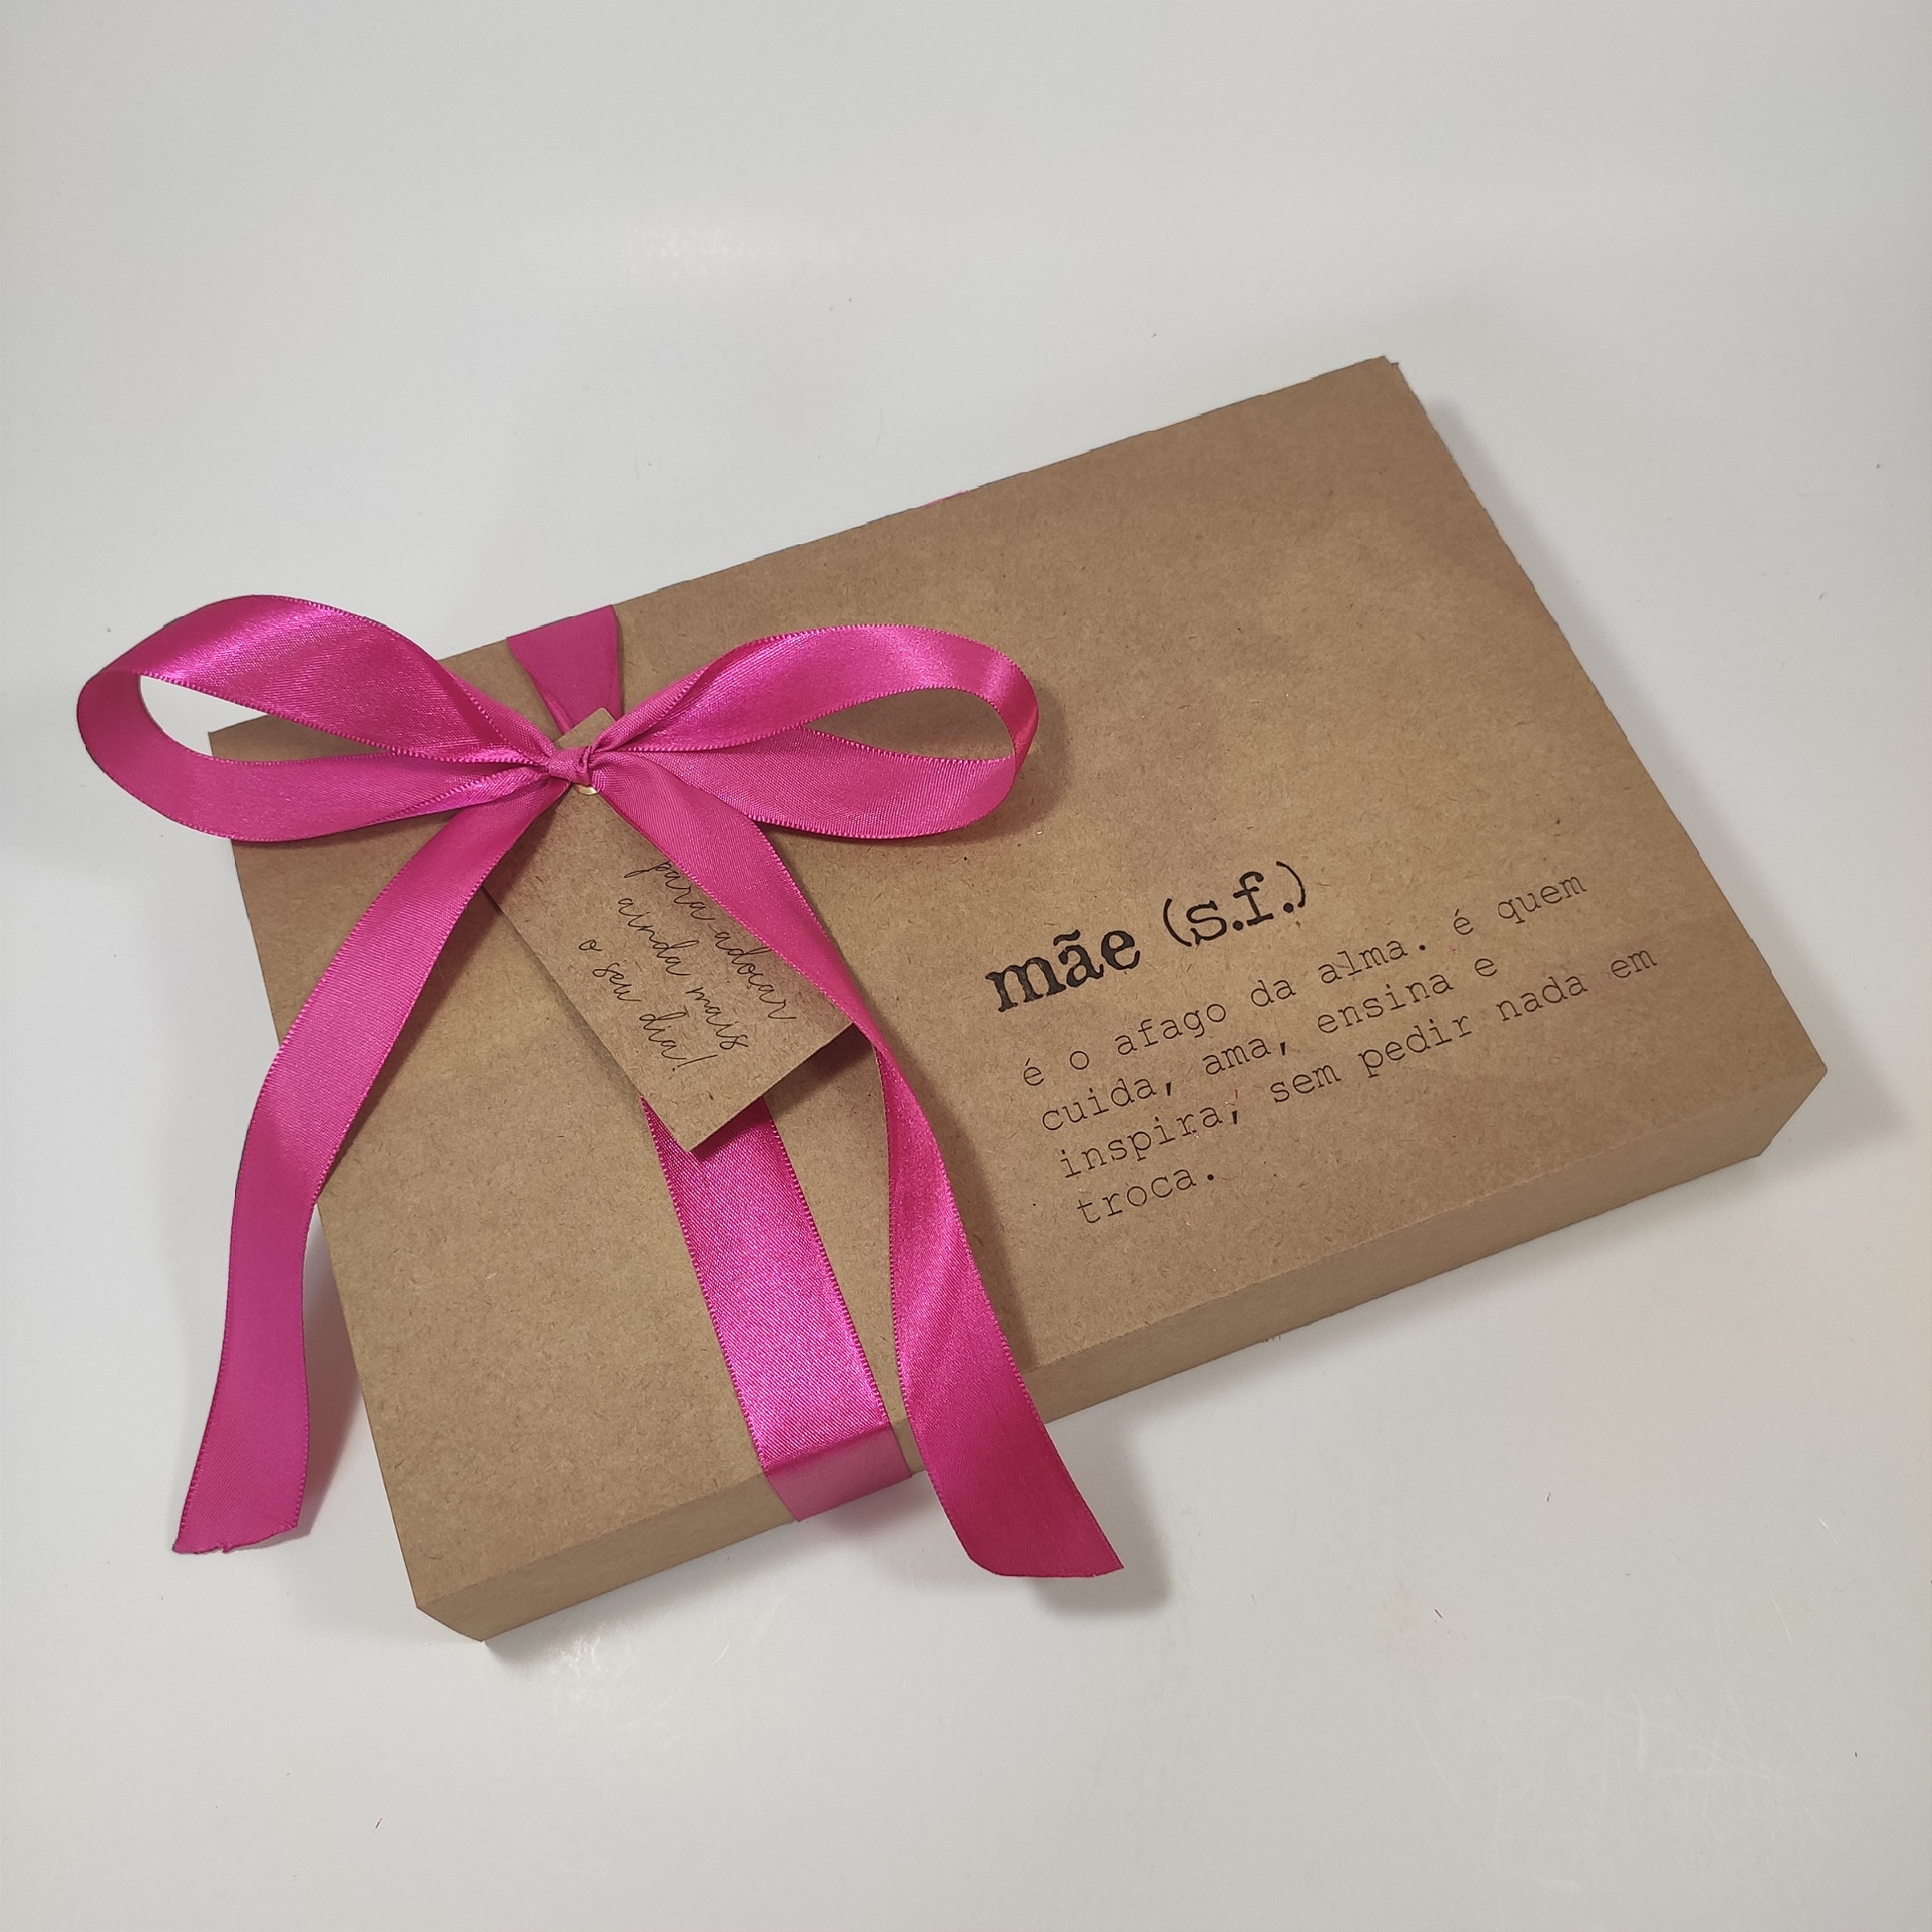 para adoçar
ainda mais
o seu dia!
mãe (s.f.)
é o afago da alma. é quem
cuida, ama, ensina e
inspira, sem pedir nada em
troca.